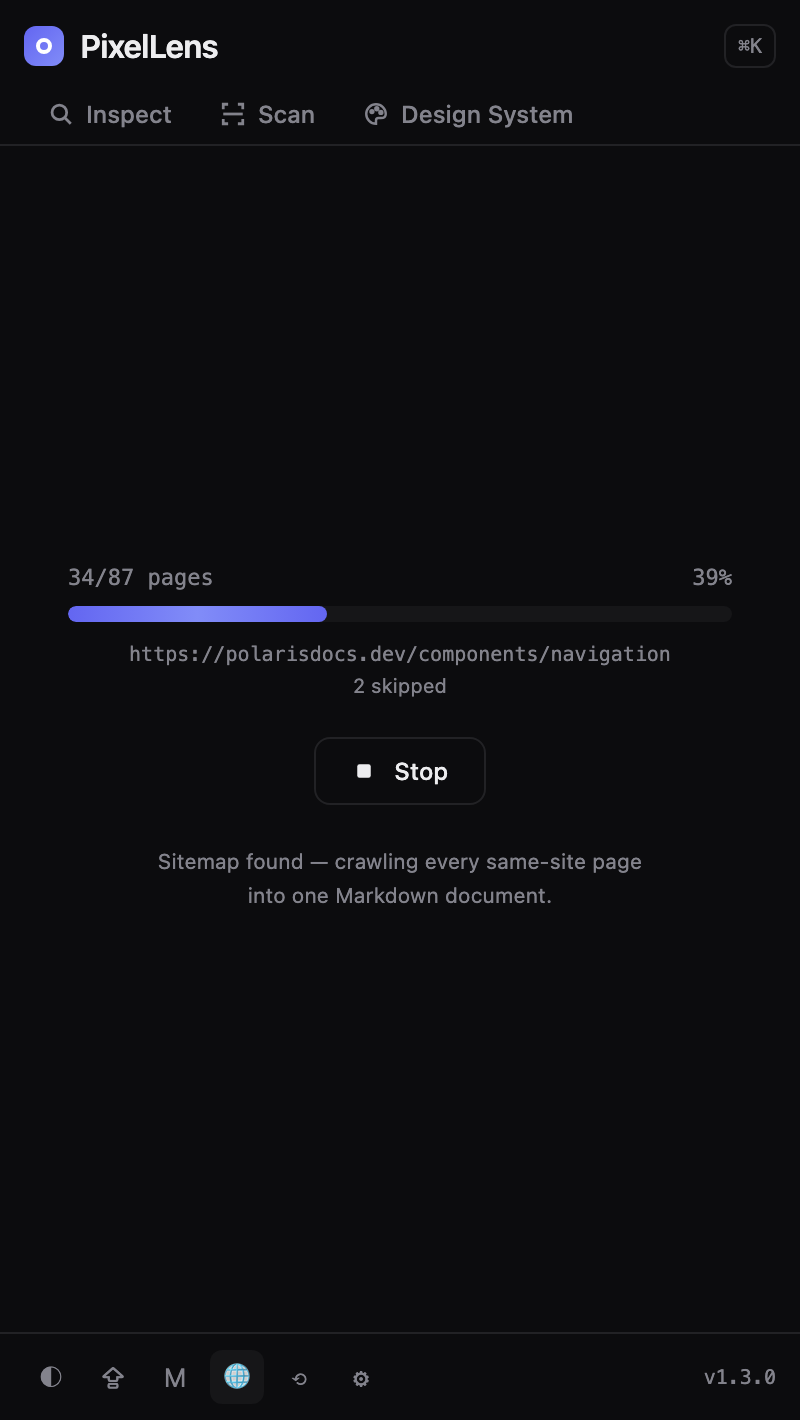 PixelLens
⌘K
Inspect
Scan
Design System
34/87 pages
39%
https://polarisdocs.dev/components/navigation
2 skipped
Stop
Sitemap found — crawling every same-site page
into one Markdown document.
M
v1.3.0